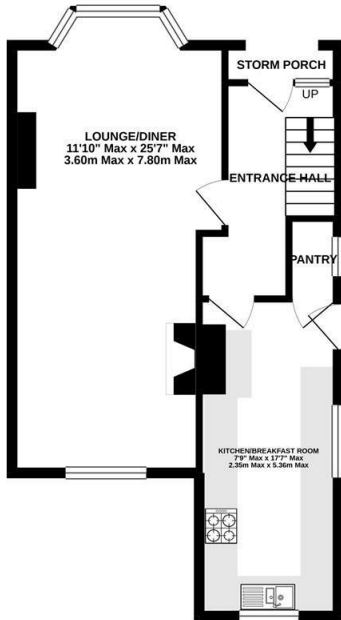 STORM PORCH
UP
LOUNGE/DINER
11'10" Max x 25'7" Max
3.60m Max x 7.80m Max
ENTRANCE HALL
PANTRY
KITCHEN/BREAKFAST ROOM
7'9" Max x 17'7" Max
2.35m Max x 5.36m Max